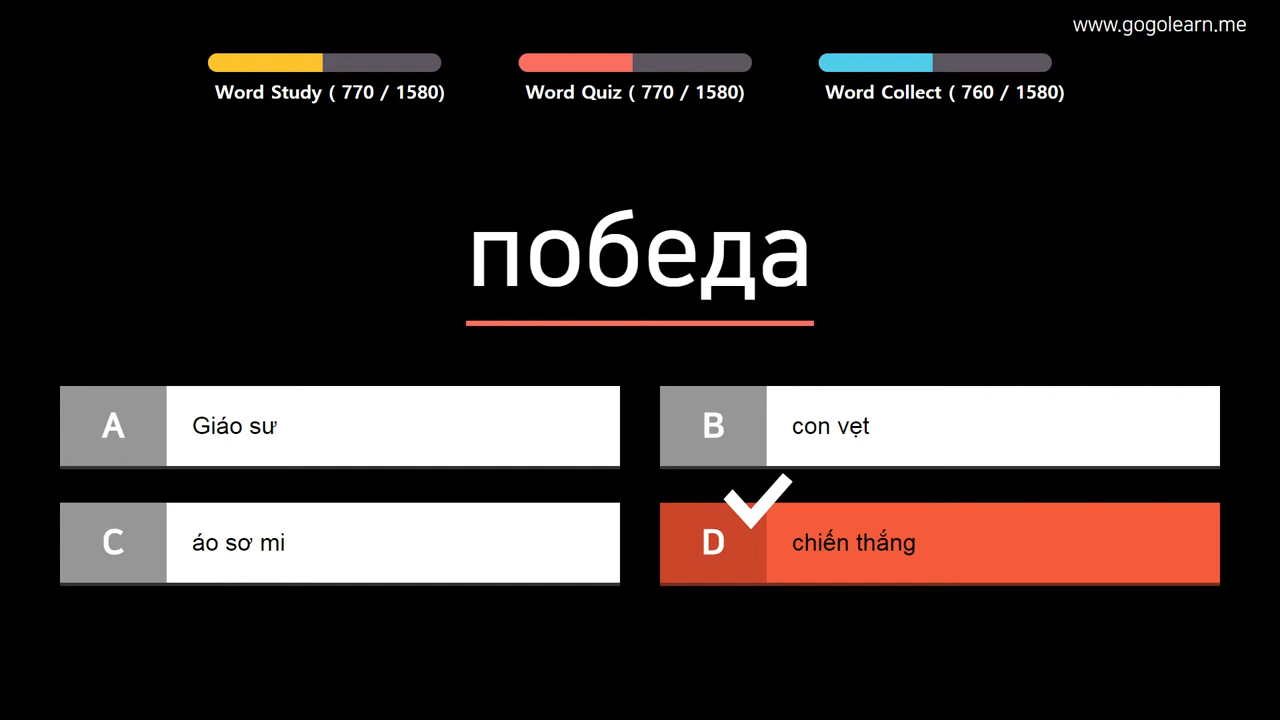 www.gogolearn.me
Word Study ( 770 / 1580)
Word Quiz ( 770 / 1580)
Word Collect ( 760 / 1580)
победа
A Giáo sư
B con vẹt
C áo sơ mi
D chiến thắng